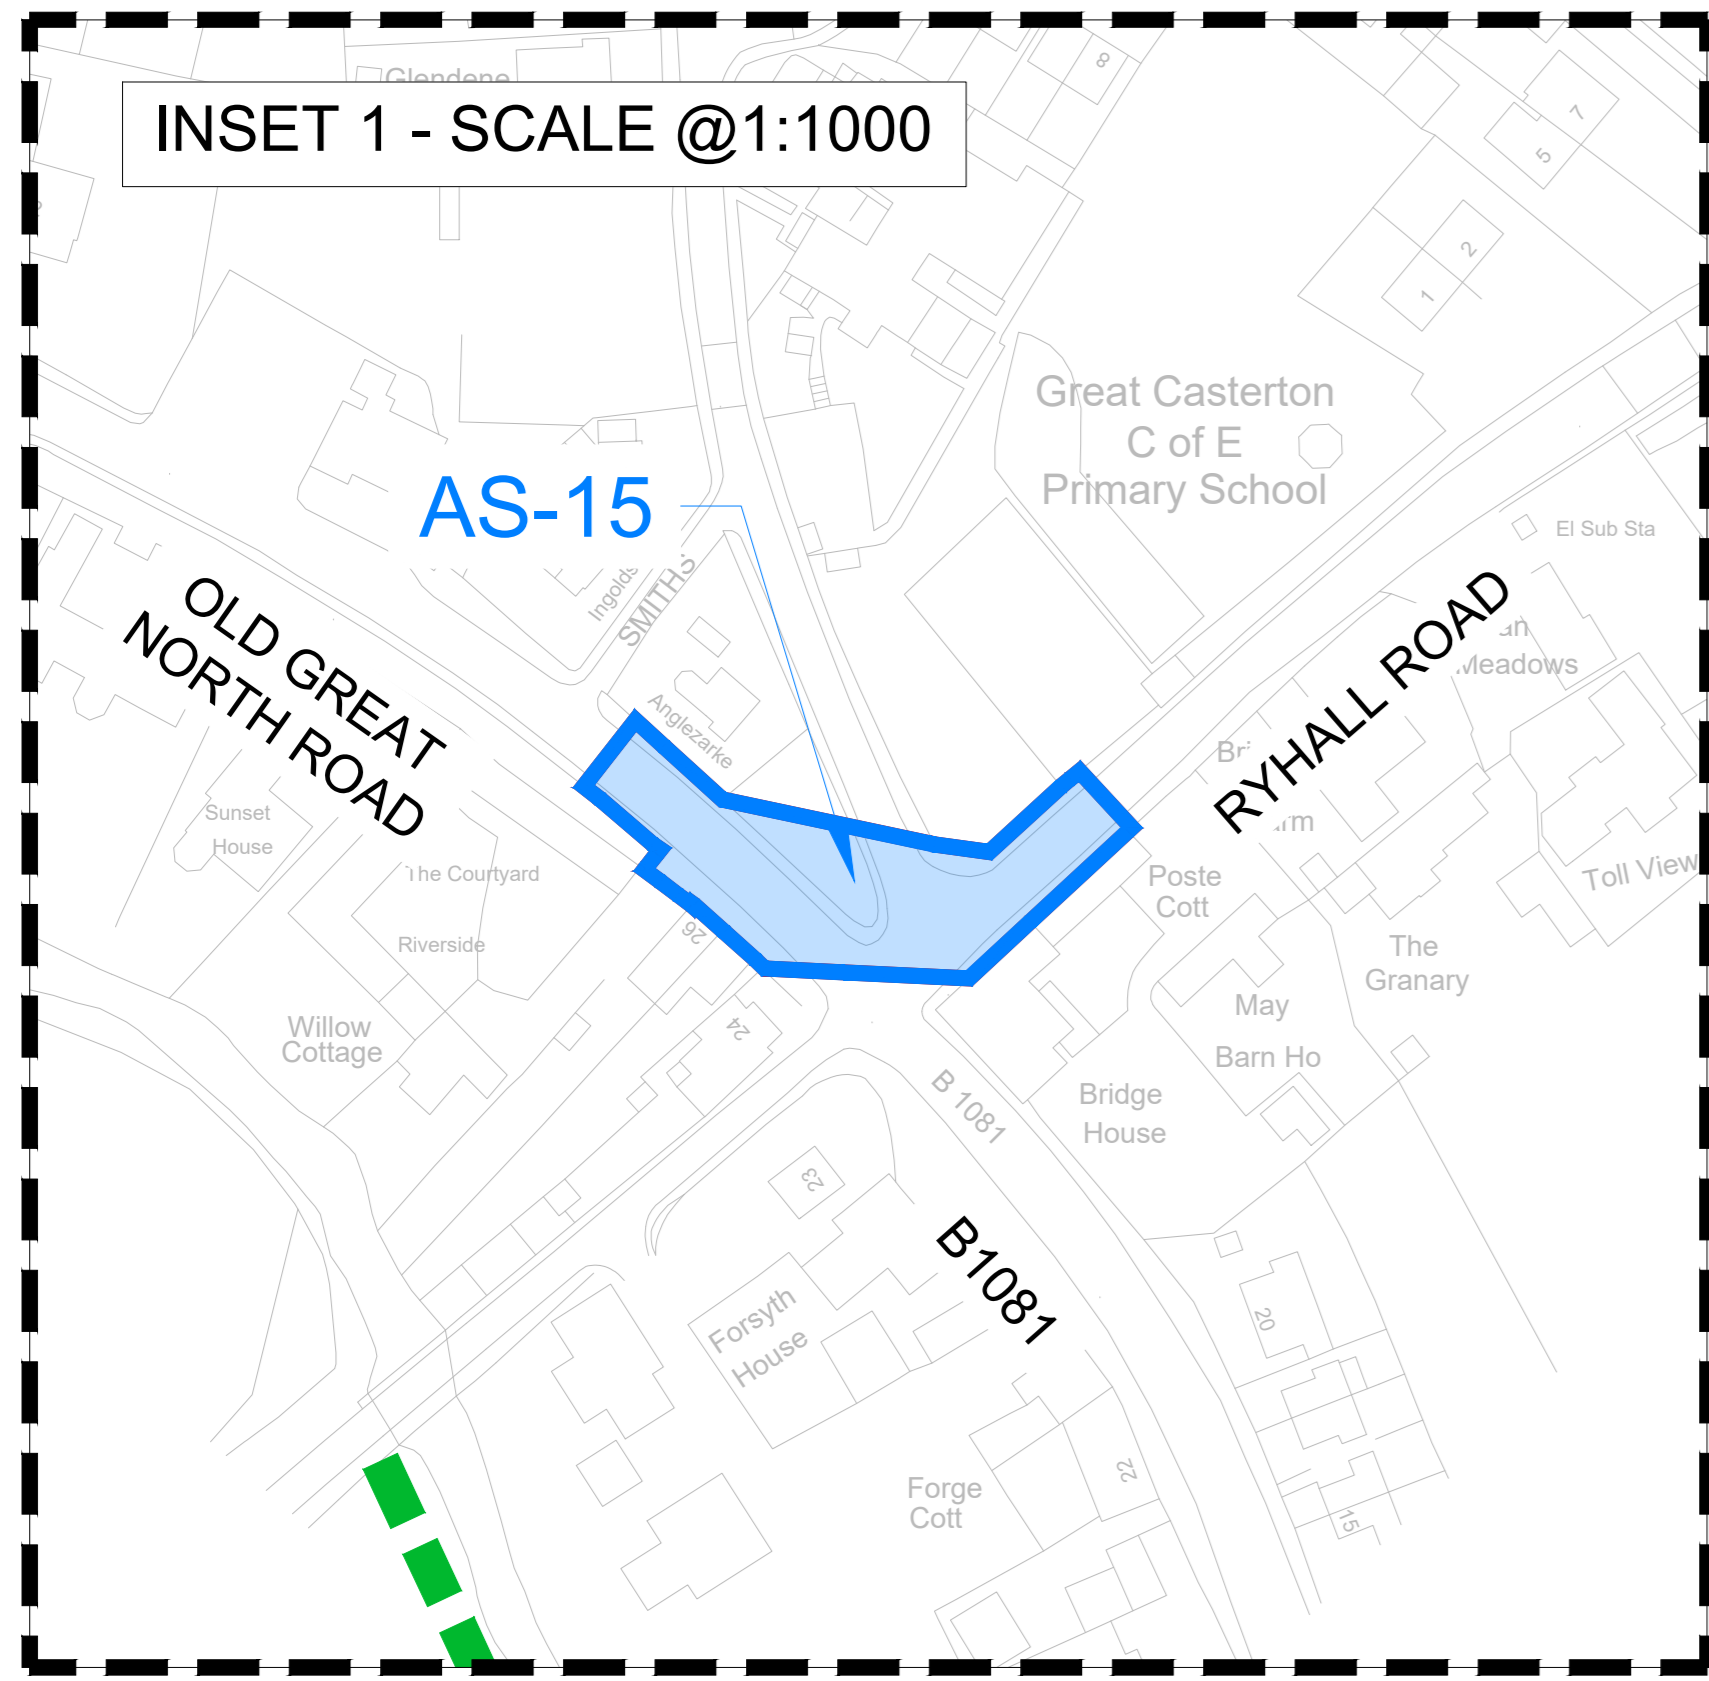 Glendene
INSET 1 - SCALE @1:1000
8
7
5
2
1
Great Casterton
C of E
Primary School
AS-15
El Sub Sta
SMITHS
OLD GREAT
NORTH ROAD
RYHALL ROAD
Meadows
Anglezarke
Sunset
House
The Courtyard
Poste
Cott
Toll View
26
Riverside
The
Granary
May
Barn Ho
Willow
Cottage
24
B 1081
Bridge
House
23
B1081
Forsyth
House
20
22
Forge
Cott
15